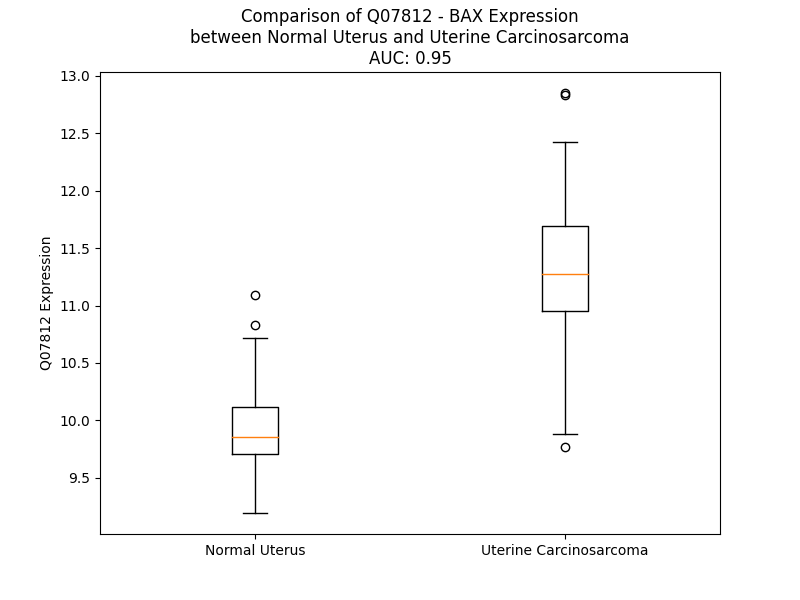 Comparison of Q07812 - BAX Expression
between Normal Uterus and Uterine Carcinosarcoma
AUC: 0.95
13.0
12.5
12.0
11.5
11.0
10.5
10.0
9.5
Q07812 Expression
Normal Uterus
Uterine Carcinosarcoma